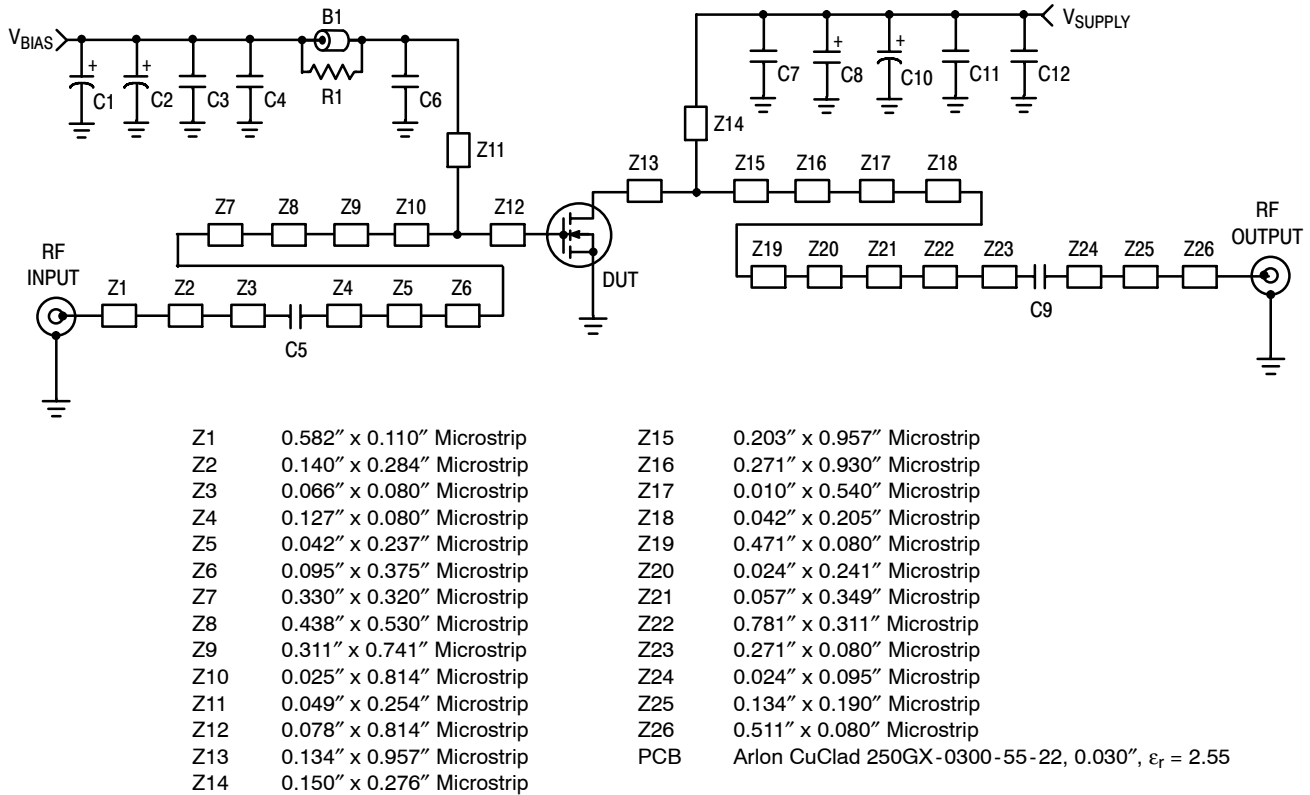 B1
V_BIAS
+
+
C1
C2
C3
C4
R1
C6
Z11
V_SUPPLY
+
+
C7
C8
C10
C11
C12
Z14
Z13
Z15
Z16
Z17
Z18
Z7
Z8
Z9
Z10
Z12
DUT
RF
INPUT
Z1
Z2
Z3
C5
Z4
Z5
Z6
Z19
Z20
Z21
Z22
Z23
C9
Z24
Z25
Z26
RF
OUTPUT
Z1 0.582″ x 0.110″ Microstrip
Z2 0.140″ x 0.284″ Microstrip
Z3 0.066″ x 0.080″ Microstrip
Z4 0.127″ x 0.080″ Microstrip
Z5 0.042″ x 0.237″ Microstrip
Z6 0.095″ x 0.375″ Microstrip
Z7 0.330″ x 0.320″ Microstrip
Z8 0.438″ x 0.530″ Microstrip
Z9 0.311″ x 0.741″ Microstrip
Z10 0.025″ x 0.814″ Microstrip
Z11 0.049″ x 0.254″ Microstrip
Z12 0.078″ x 0.814″ Microstrip
Z13 0.134″ x 0.957″ Microstrip
Z14 0.150″ x 0.276″ Microstrip
Z15 0.203″ x 0.957″ Microstrip
Z16 0.271″ x 0.930″ Microstrip
Z17 0.010″ x 0.540″ Microstrip
Z18 0.042″ x 0.205″ Microstrip
Z19 0.471″ x 0.080″ Microstrip
Z20 0.024″ x 0.241″ Microstrip
Z21 0.057″ x 0.349″ Microstrip
Z22 0.781″ x 0.311″ Microstrip
Z23 0.271″ x 0.080″ Microstrip
Z24 0.024″ x 0.095″ Microstrip
Z25 0.134″ x 0.190″ Microstrip
Z26 0.511″ x 0.080″ Microstrip
PCB Arlon CuClad 250GX-0300-55-22, 0.030″, εr = 2.55